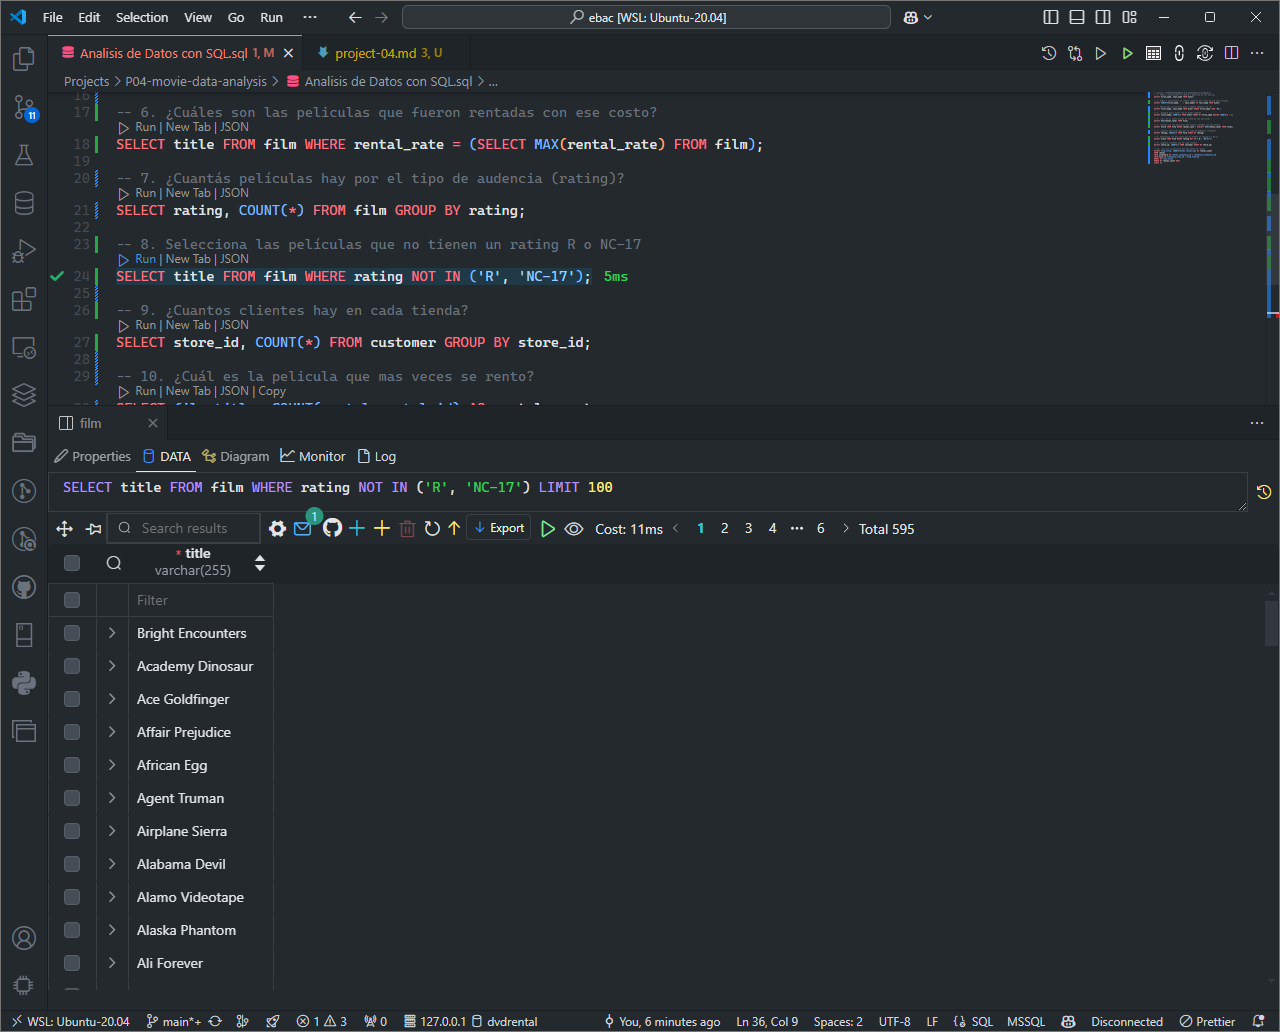 File Edit Selection View Go Run ··· ebac [WSL: Ubuntu-20.04]
Analisis de Datos con SQL.sql 1, M project-04.md 3, U
Projects > P04-movie-data-analysis > Analisis de Datos con SQL.sql > ...
16
17 -- 6. ¿Cuáles son las peliculas que fueron rentadas con ese costo?
Run | New Tab | JSON
18 SELECT title FROM film WHERE rental_rate = (SELECT MAX(rental_rate) FROM film);
19
20 -- 7. ¿Cuantás películas hay por el tipo de audencia (rating)?
Run | New Tab | JSON
21 SELECT rating, COUNT(*) FROM film GROUP BY rating;
22
23 -- 8. Selecciona las películas que no tienen un rating R o NC-17
Run | New Tab | JSON
24 SELECT title FROM film WHERE rating NOT IN ('R', 'NC-17'); 5ms
25
26 -- 9. ¿Cuantos clientes hay en cada tienda?
Run | New Tab | JSON
27 SELECT store_id, COUNT(*) FROM customer GROUP BY store_id;
28
29 -- 10. ¿Cuál es la pelicula que mas veces se rento?
Run | New Tab | JSON | Copy
11
film
Properties DATA Diagram Monitor Log
SELECT title FROM film WHERE rating NOT IN ('R', 'NC-17') LIMIT 100
Search results 1 Export Cost: 11ms < 1 2 3 4 ··· 6 > Total 595
* title
varchar(255)
Filter
Bright Encounters
Academy Dinosaur
Ace Goldfinger
Affair Prejudice
African Egg
Agent Truman
Airplane Sierra
Alabama Devil
Alamo Videotape
Alaska Phantom
Ali Forever
WSL: Ubuntu-20.04 main*+ 1 3 0 127.0.0.1 dvdrental You, 6 minutes ago Ln 36, Col 9 Spaces: 2 UTF-8 LF SQL MSSQL Disconnected Prettier